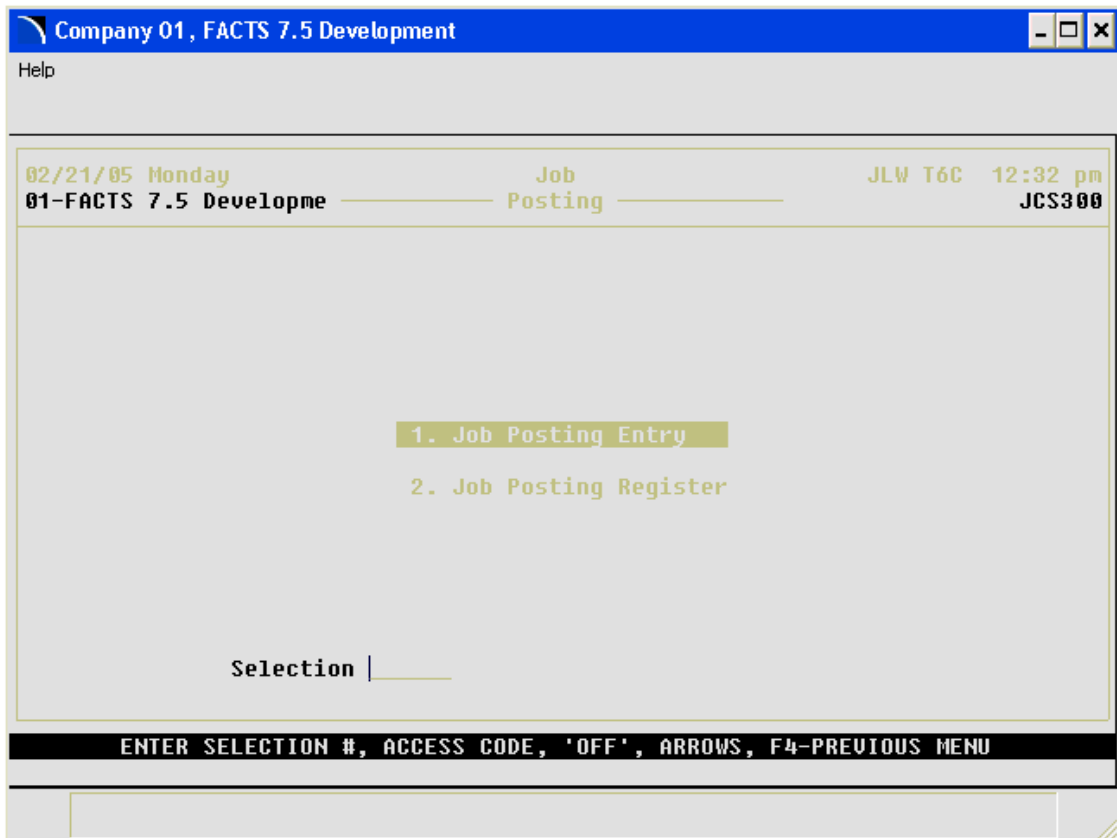 Company 01, FACTS 7.5 Development
Help
02/21/05 Monday Job JLW T6C 12:32 pm
01-FACTS 7.5 Developme Posting JCS300
1. Job Posting Entry
2. Job Posting Register
Selection
ENTER SELECTION #, ACCESS CODE, 'OFF', ARROWS, F4-PREVIOUS MENU